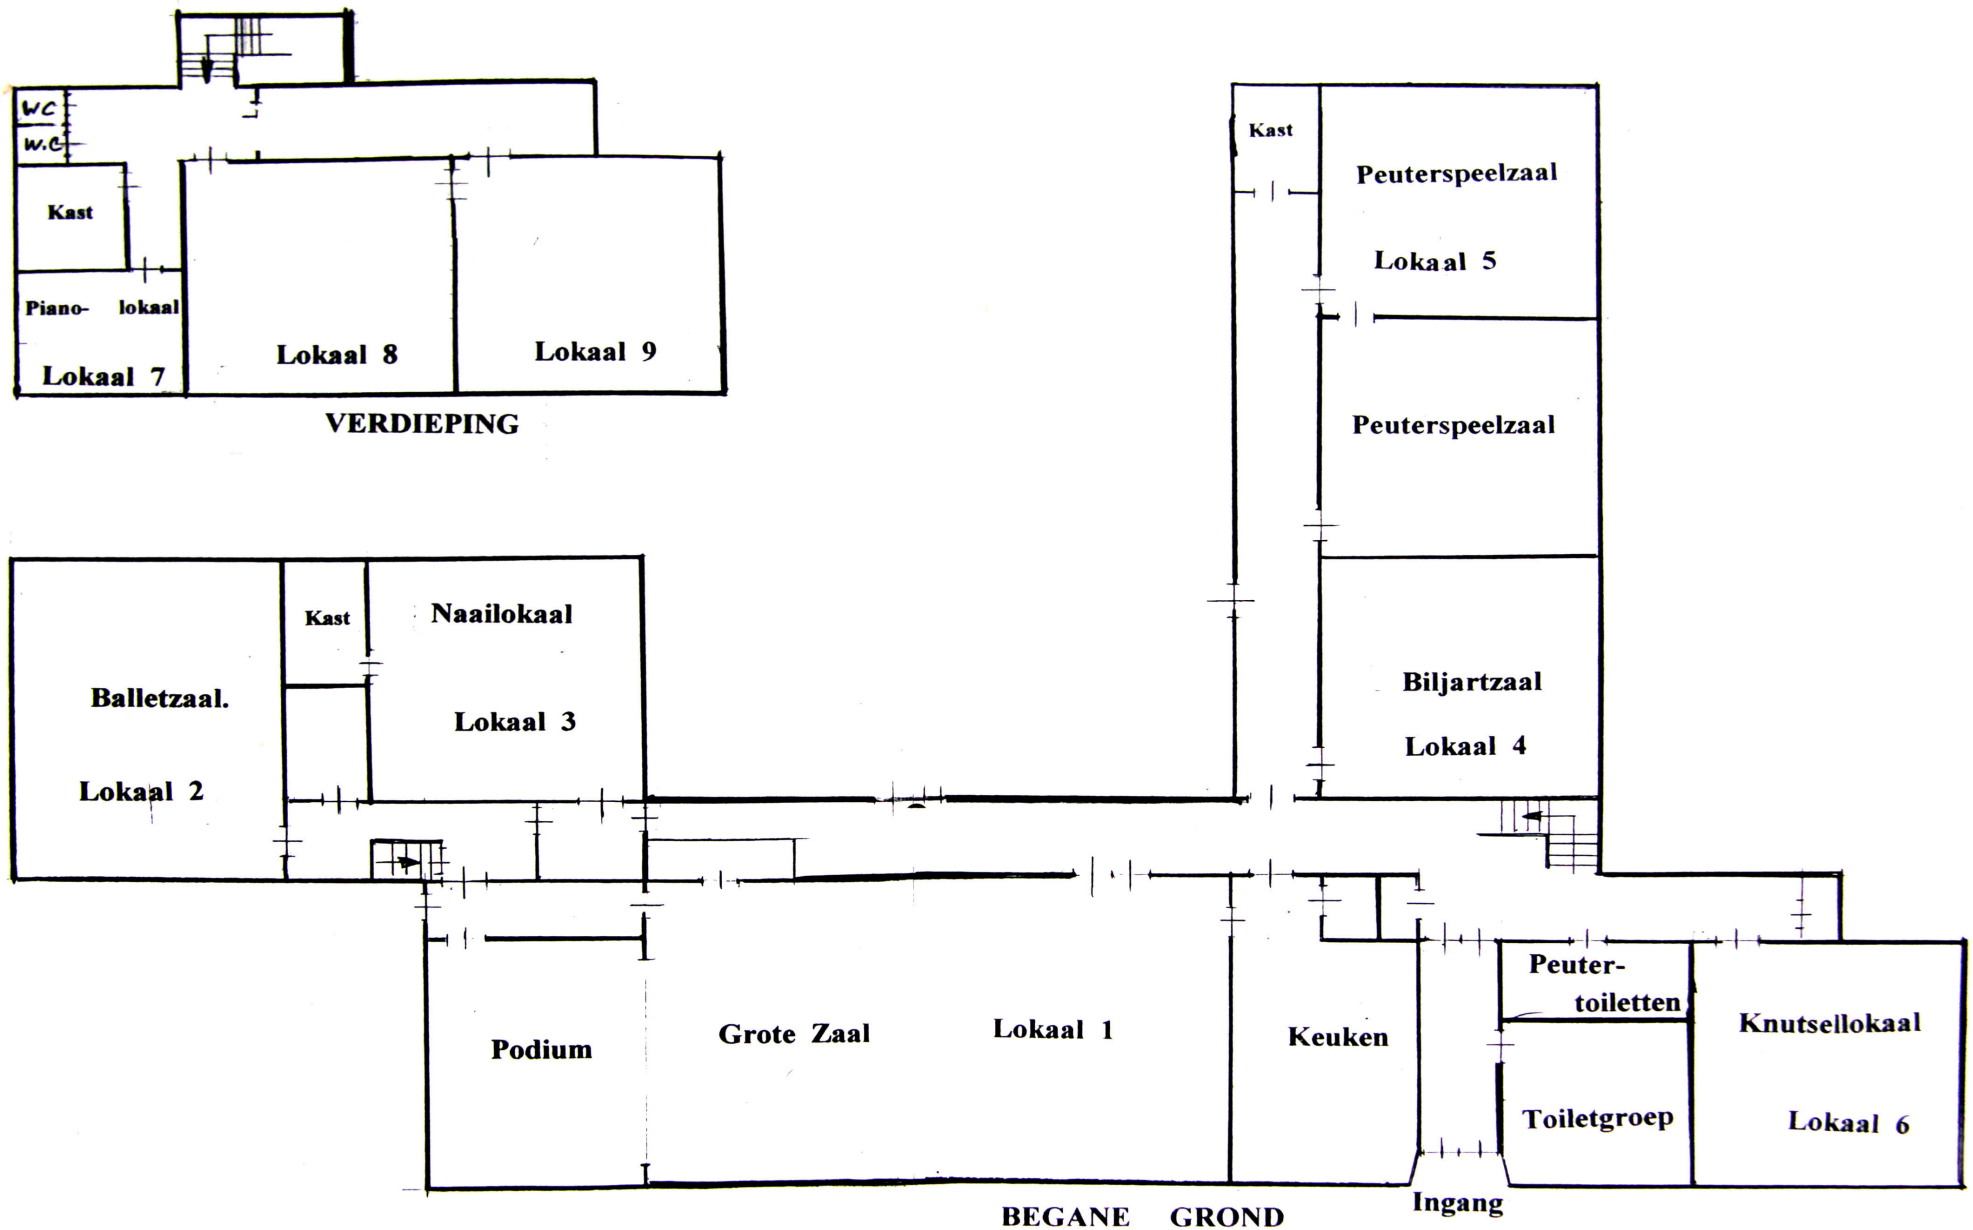 WC
W.C
Kast
Piano- lokaal
Lokaal 7
Lokaal 8
Lokaal 9
VERDIEPING
Kast
Peuterspeelzaal
Lokaal 5
Peuterspeelzaal
Biljartzaal
Lokaal 4
Balletzaal.
Lokaal 2
Kast
Naailokaal
Lokaal 3
Podium
Grote Zaal
Lokaal 1
Keuken
Peuter-
toiletten
Toiletgroep
Knutsellokaal
Lokaal 6
Ingang
BEGANE GROND